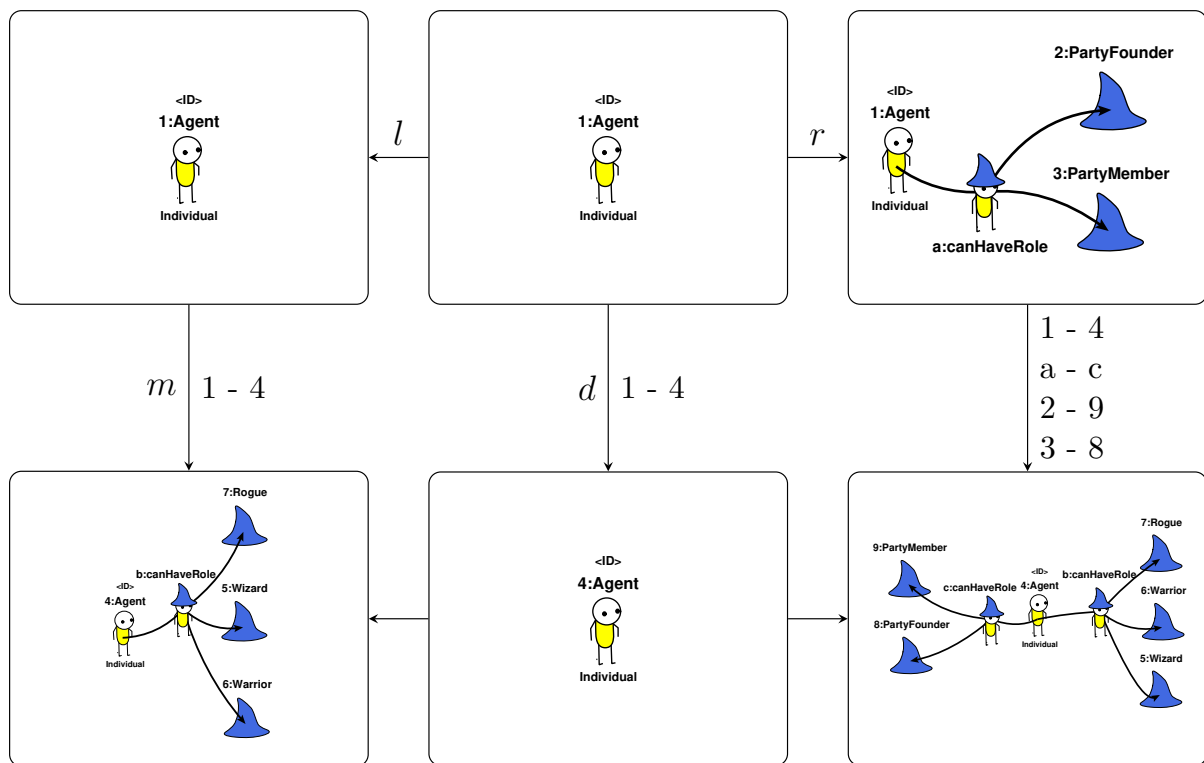 <ID>
1:Agent
Individual
l
<ID>
1:Agent
Individual
r
2:PartyFounder
<ID>
1:Agent
3:PartyMember
Individual
a:canHaveRole
m
1 - 4
d
1 - 4
1 - 4
a - c
2 - 9
3 - 8
7:Rogue
b:canHaveRole
<ID>
4:Agent
5:Wizard
Individual
6:Warrior
<ID>
4:Agent
Individual
7:Rogue
9:PartyMember
<ID>
b:canHaveRole
c:canHaveRole
4:Agent
6:Warrior
8:PartyFounder
Individual
5:Wizard